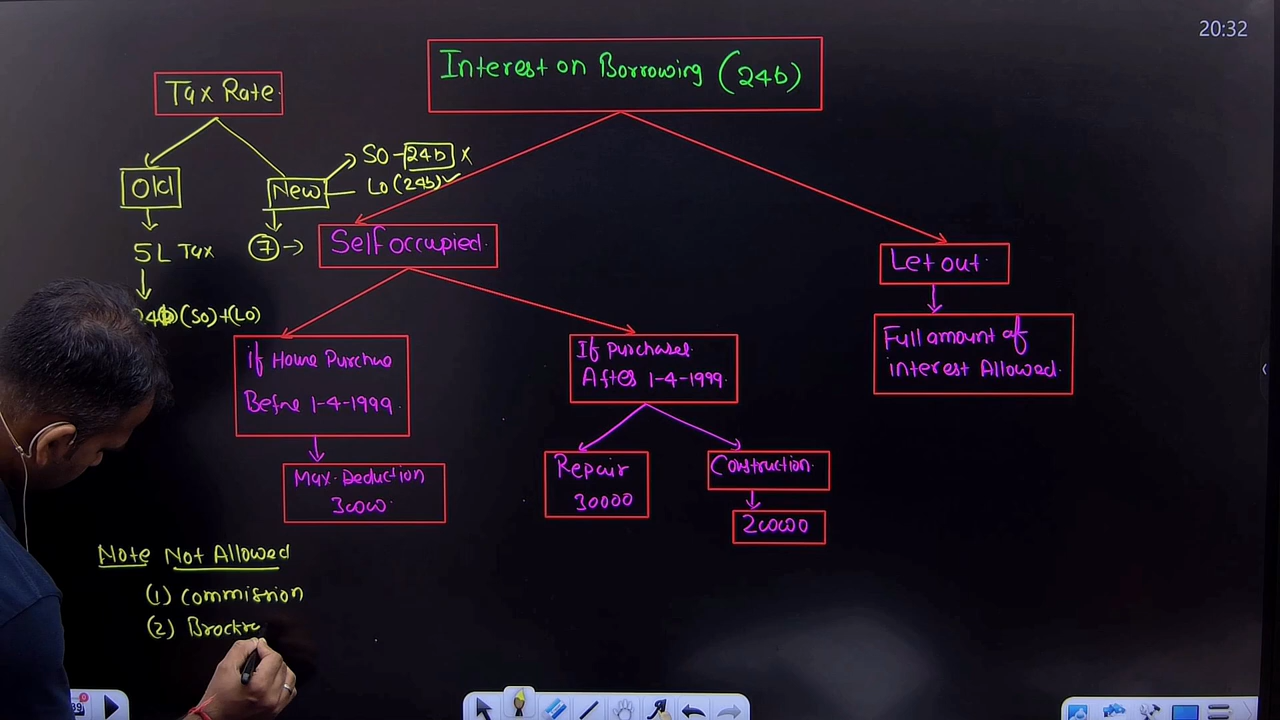 20:32
Interest on Borrowing (24b)
Tax Rate.
Old
New
SO - 24b x
LO (24b) ✓
5L Tax
7 →
24b (SO) + (LO)
Self occupied.
Let out.
if Home Purchase
Before 1-4-1999.
Max. Deduction
30000.
If Purchased.
After 1-4-1999.
Repair
30000
Construction.
200000
Full amount of
interest Allowed.
Note Not Allowed
(1) Commission
(2)